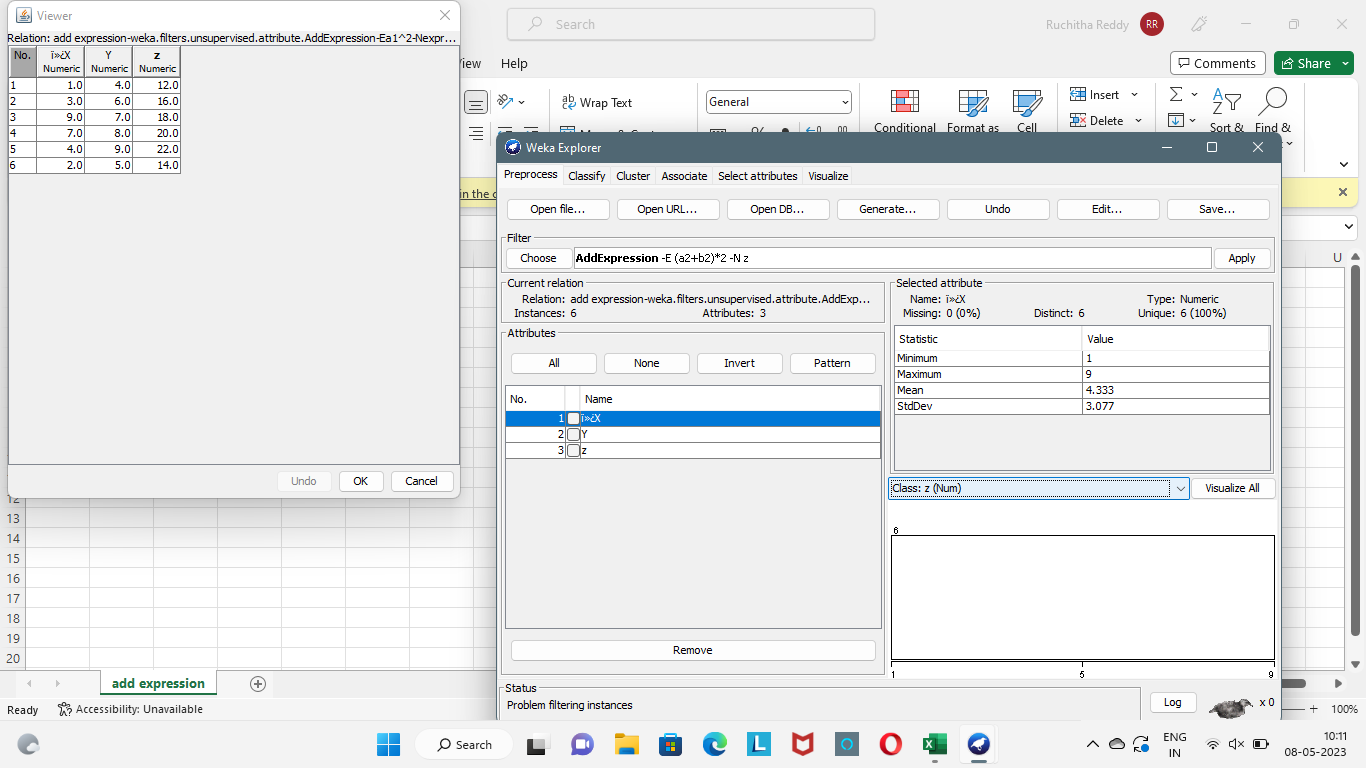 Viewer
Relation: add expression-weka.filters.unsupervised.attribute.AddExpression-Ea1^2-Nexpr...
No. ï»¿X Y z
Numeric Numeric Numeric
1 1.0 4.0 12.0
2 3.0 6.0 16.0
3 9.0 7.0 18.0
4 7.0 8.0 20.0
5 4.0 9.0 22.0
6 2.0 5.0 14.0
Undo OK Cancel
Search
Ruchitha Reddy RR
Help
Comments Share
Wrap Text
General
Conditional Format as Cell
Insert
Delete
Sort & Find &
in the
U
Weka Explorer
Preprocess Classify Cluster Associate Select attributes Visualize
Open file... Open URL... Open DB... Generate... Undo Edit... Save...
Filter
Choose AddExpression -E (a2+b2)*2 -N z Apply
Current relation
Relation: add expression-weka.filters.unsupervised.attribute.AddExp...
Instances: 6 Attributes: 3
Attributes
All None Invert Pattern
No. Name
1 ï»¿X
2 Y
3 z
Remove
Selected attribute
Name: ï»¿X Type: Numeric
Missing: 0 (0%) Distinct: 6 Unique: 6 (100%)
Statistic Value
Minimum 1
Maximum 9
Mean 4.333
StdDev 3.077
Class: z (Num) Visualize All
6
1 5 9
Status
Problem filtering instances
Log x 0
12
13
14
15
16
17
18
19
20
add expression
Ready Accessibility: Unavailable
100%
Search
ENG
IN
10:11
08-05-2023